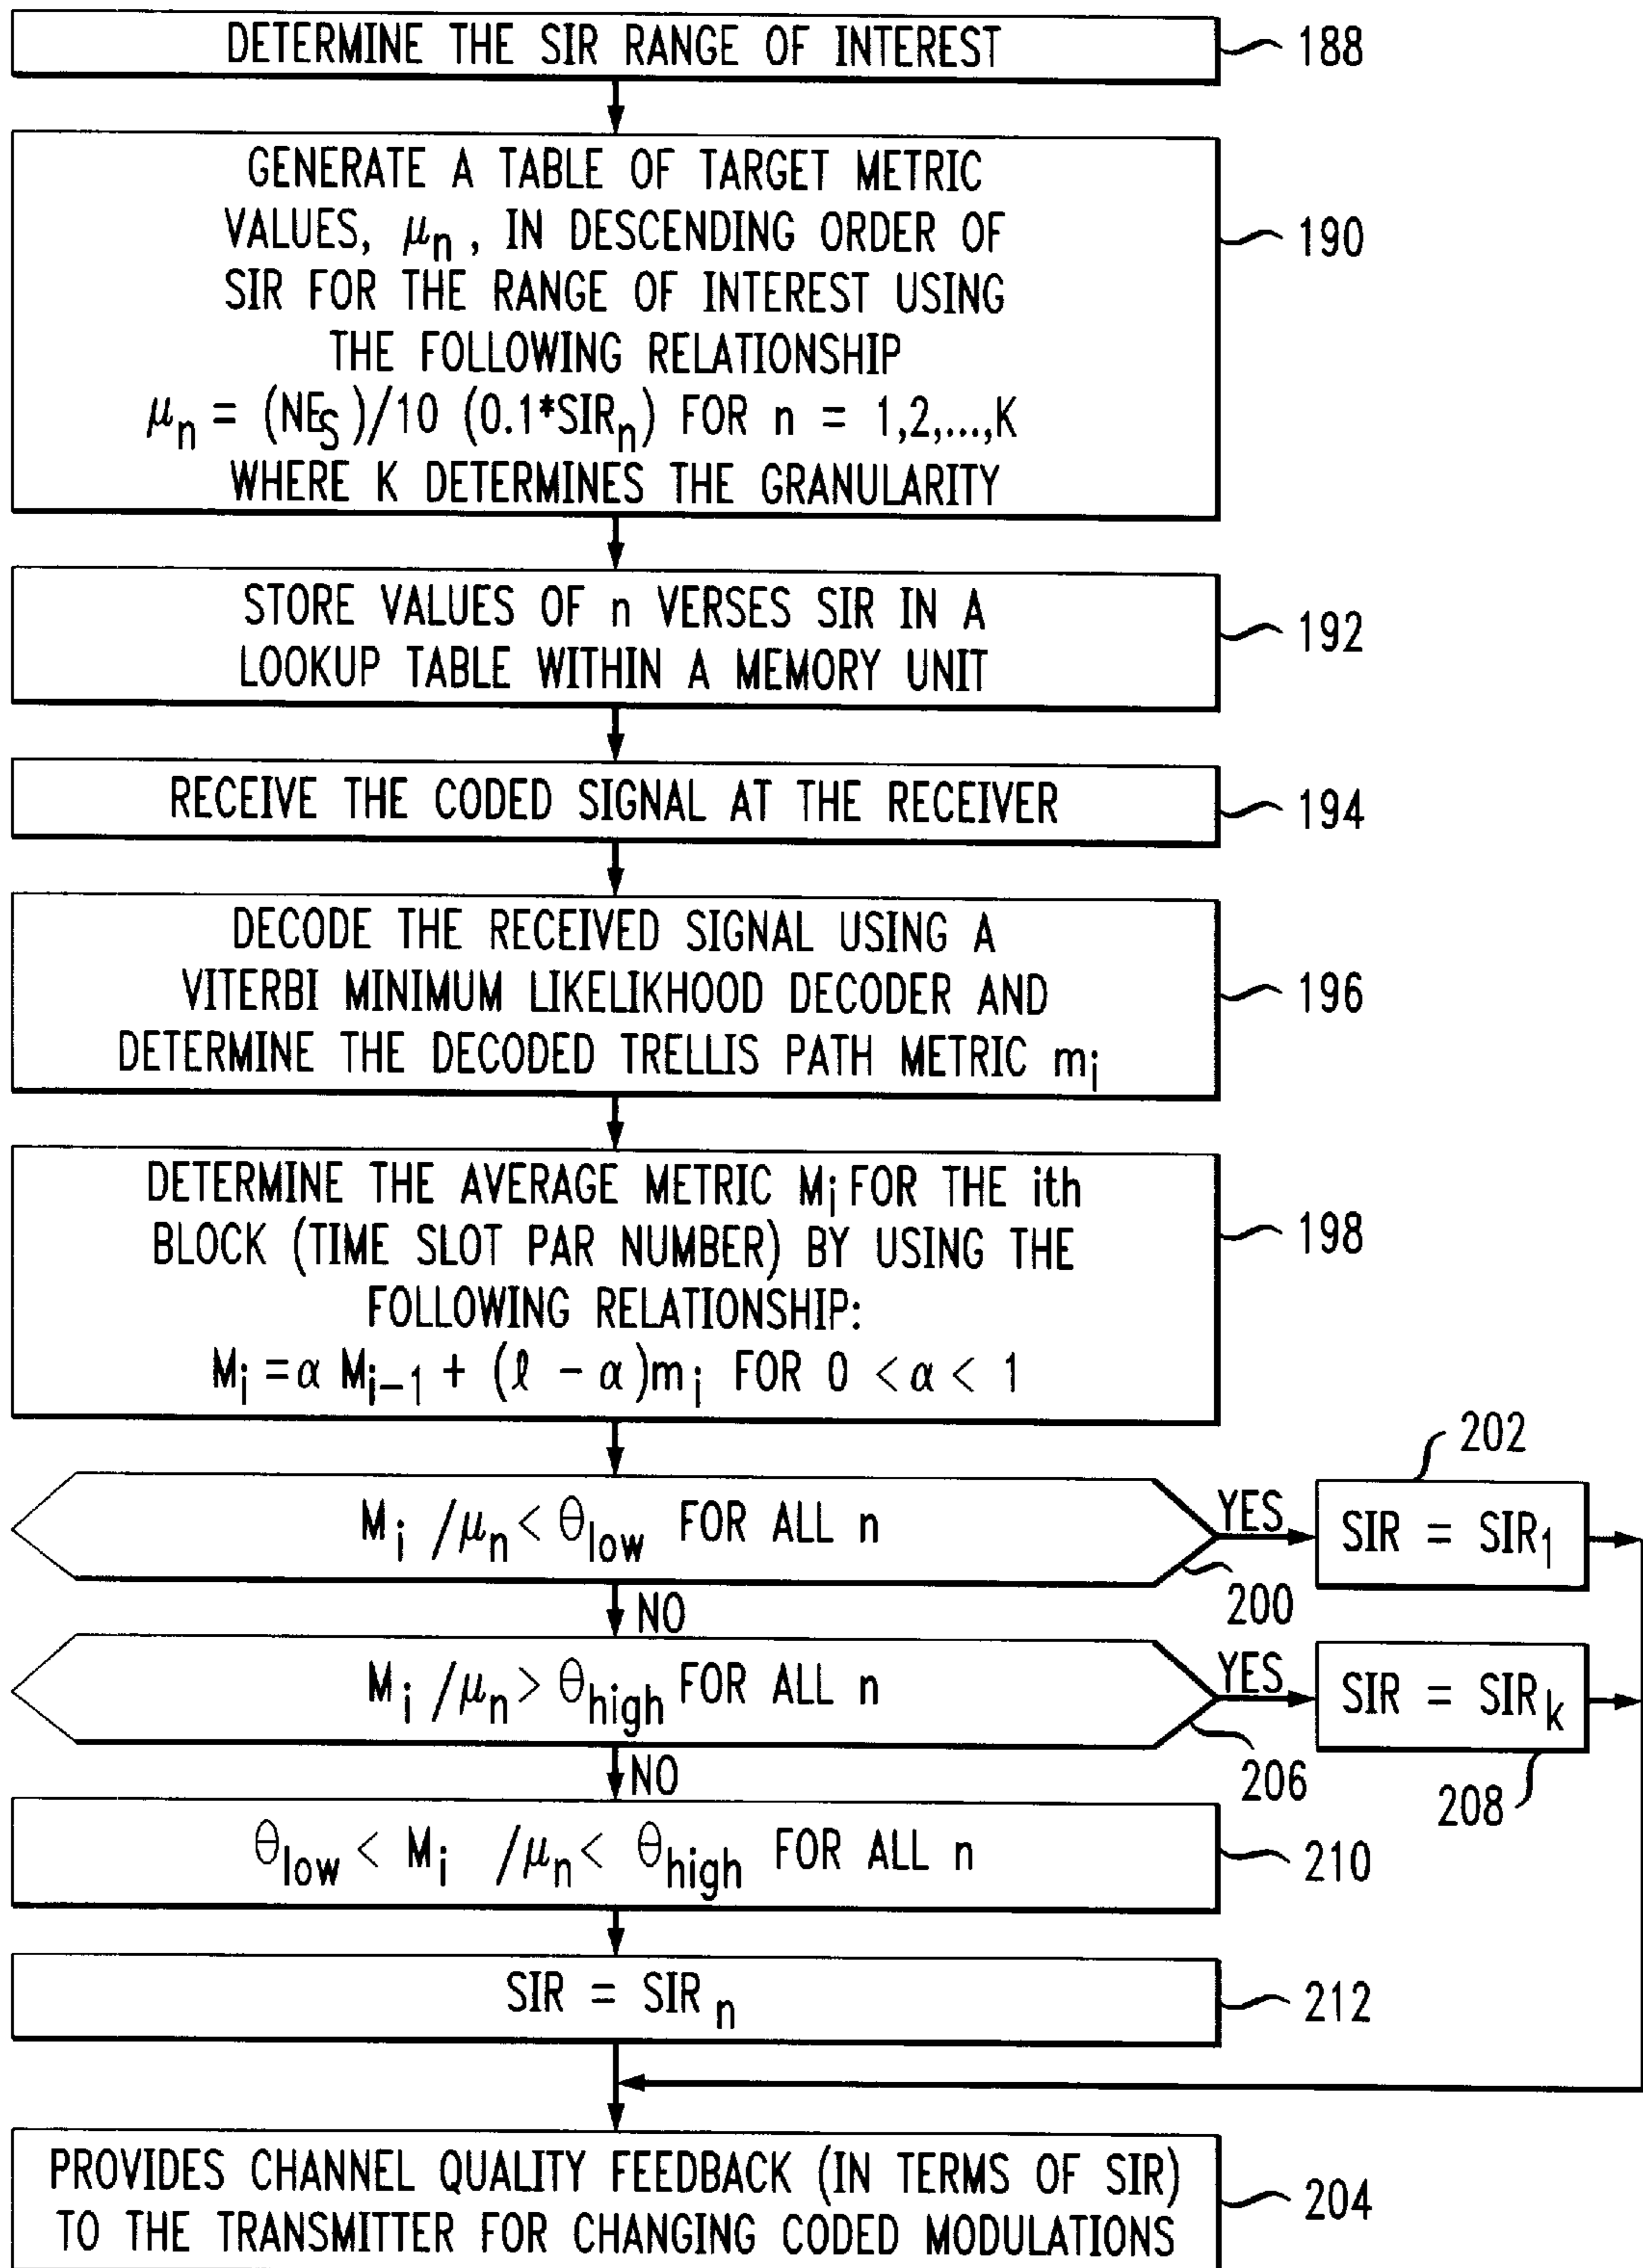 DETERMINE THE SIR RANGE OF INTEREST
188
GENERATE A TABLE OF TARGET METRIC
VALUES, μn, IN DESCENDING ORDER OF
SIR FOR THE RANGE OF INTEREST USING
THE FOLLOWING RELATIONSHIP
μn = (NES)/10 (0.1*SIRn) FOR n = 1,2,...,K
WHERE K DETERMINES THE GRANULARITY
190
STORE VALUES OF n VERSES SIR IN A
LOOKUP TABLE WITHIN A MEMORY UNIT
192
RECEIVE THE CODED SIGNAL AT THE RECEIVER
194
DECODE THE RECEIVED SIGNAL USING A
VITERBI MINIMUM LIKELIKHOOD DECODER AND
DETERMINE THE DECODED TRELLIS PATH METRIC mi
196
DETERMINE THE AVERAGE METRIC Mi FOR THE ith
BLOCK (TIME SLOT PAR NUMBER) BY USING THE
FOLLOWING RELATIONSHIP:
Mi = α Mi-1 + (ℓ - α)mi FOR 0 < α < 1
198
Mi /μn < θlow FOR ALL n
200
YES
202
SIR = SIR1
NO
Mi /μn > θhigh FOR ALL n
206
YES
SIR = SIRk
208
NO
θlow < Mi /μn < θhigh FOR ALL n
210
SIR = SIR n
212
PROVIDES CHANNEL QUALITY FEEDBACK (IN TERMS OF SIR)
TO THE TRANSMITTER FOR CHANGING CODED MODULATIONS
204